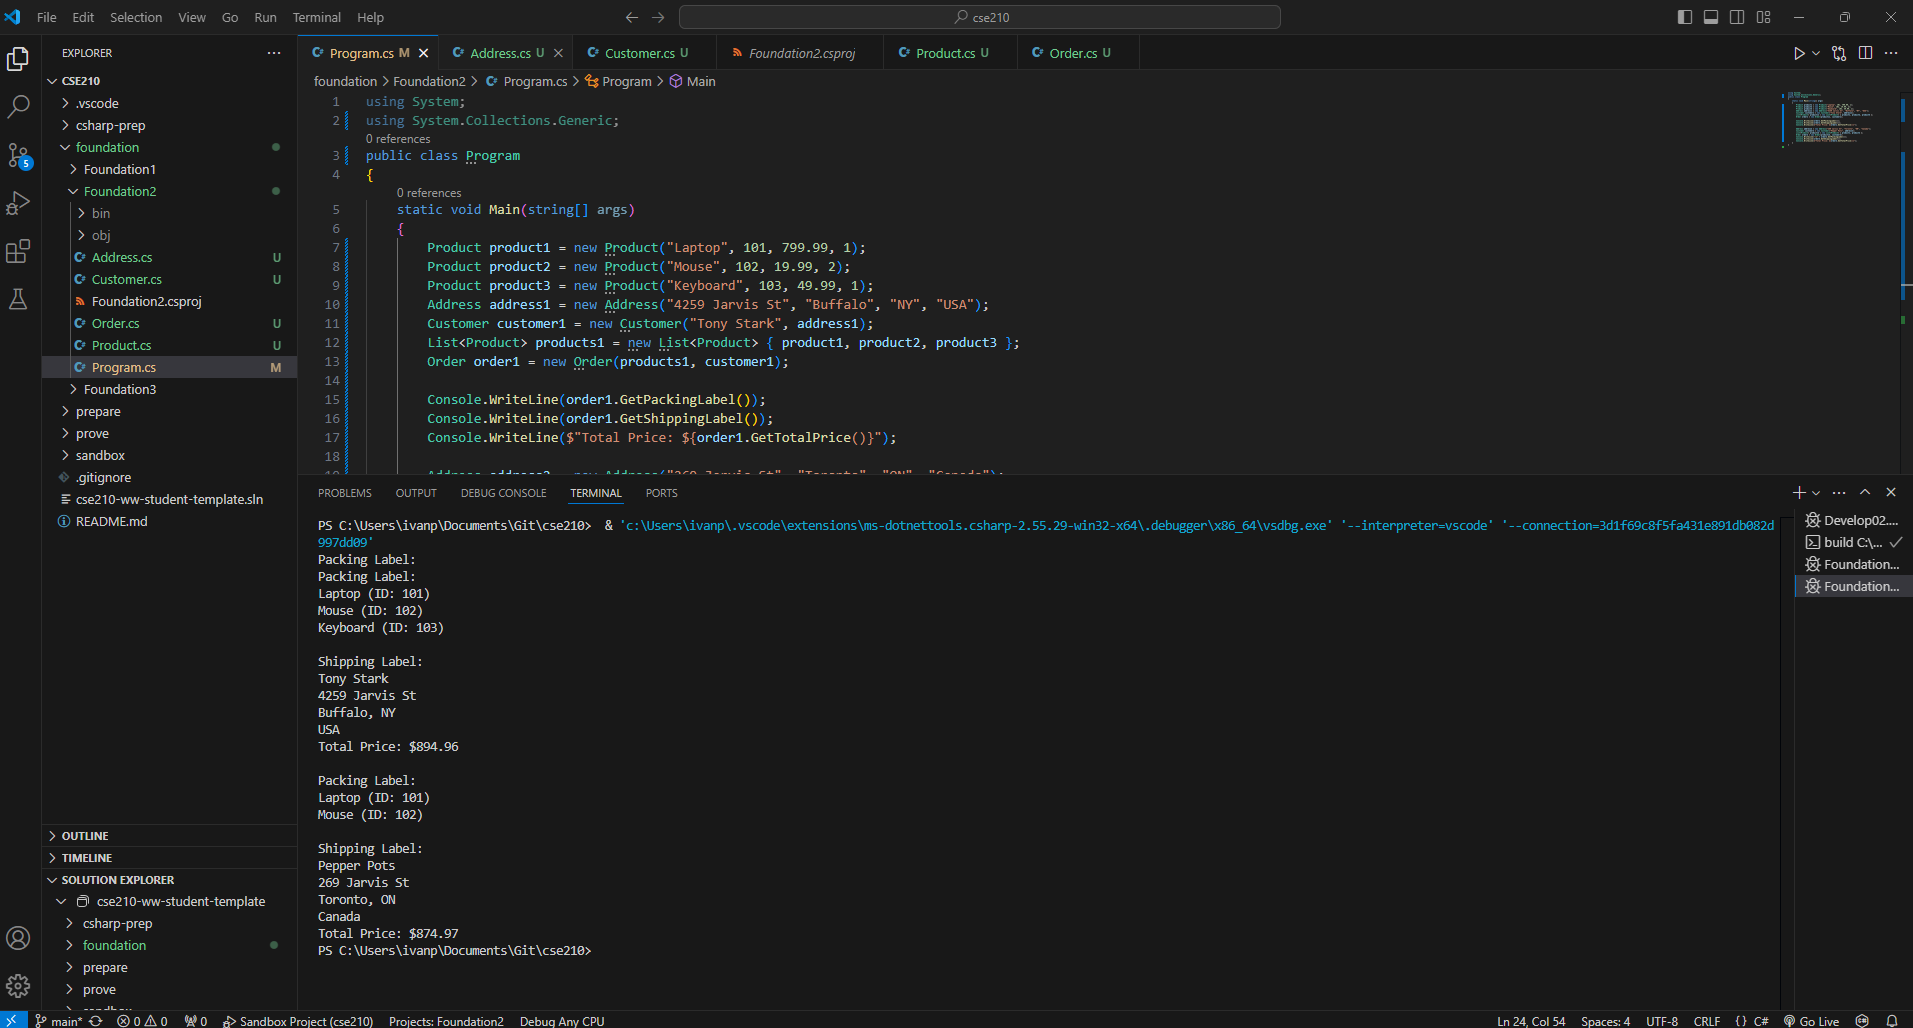 File Edit Selection View Go Run Terminal Help
cse210
EXPLORER
CSE210
.vscode
csharp-prep
foundation
Foundation1
Foundation2
bin
obj
Address.cs U
Customer.cs U
Foundation2.csproj
Order.cs U
Product.cs U
Program.cs M
Foundation3
prepare
prove
sandbox
.gitignore
cse210-ww-student-template.sln
README.md
OUTLINE
TIMELINE
SOLUTION EXPLORER
cse210-ww-student-template
csharp-prep
foundation
prepare
prove
5
Program.cs M Address.cs U Customer.cs U Foundation2.csproj Product.cs U Order.cs U
foundation > Foundation2 > Program.cs > Program > Main
1 using System;
2 using System.Collections.Generic;
0 references
3 public class Program
4 {
0 references
5 static void Main(string[] args)
6 {
7 Product product1 = new Product("Laptop", 101, 799.99, 1);
8 Product product2 = new Product("Mouse", 102, 19.99, 2);
9 Product product3 = new Product("Keyboard", 103, 49.99, 1);
10 Address address1 = new Address("4259 Jarvis St", "Buffalo", "NY", "USA");
11 Customer customer1 = new Customer("Tony Stark", address1);
12 List<Product> products1 = new List<Product> { product1, product2, product3 };
13 Order order1 = new Order(products1, customer1);
14
15 Console.WriteLine(order1.GetPackingLabel());
16 Console.WriteLine(order1.GetShippingLabel());
17 Console.WriteLine($"Total Price: ${order1.GetTotalPrice()}");
18
PROBLEMS OUTPUT DEBUG CONSOLE TERMINAL PORTS
PS C:\Users\ivanp\Documents\Git\cse210> & 'c:\Users\ivanp\.vscode\extensions\ms-dotnettools.csharp-2.55.29-win32-x64\.debugger\x86_64\vsdbg.exe' '--interpreter=vscode' '--connection=3d1f69c8f5fa431e891db082d
997dd09'
Packing Label:
Packing Label:
Laptop (ID: 101)
Mouse (ID: 102)
Keyboard (ID: 103)
Shipping Label:
Tony Stark
4259 Jarvis St
Buffalo, NY
USA
Total Price: $894.96
Packing Label:
Laptop (ID: 101)
Mouse (ID: 102)
Shipping Label:
Pepper Pots
269 Jarvis St
Toronto, ON
Canada
Total Price: $874.97
PS C:\Users\ivanp\Documents\Git\cse210>
Develop02....
build C:\...
Foundation...
Foundation...
main* 0 0 0 Sandbox Project (cse210) Projects: Foundation2 Debug Any CPU
Ln 24, Col 54 Spaces: 4 UTF-8 CRLF {} C# Go Live